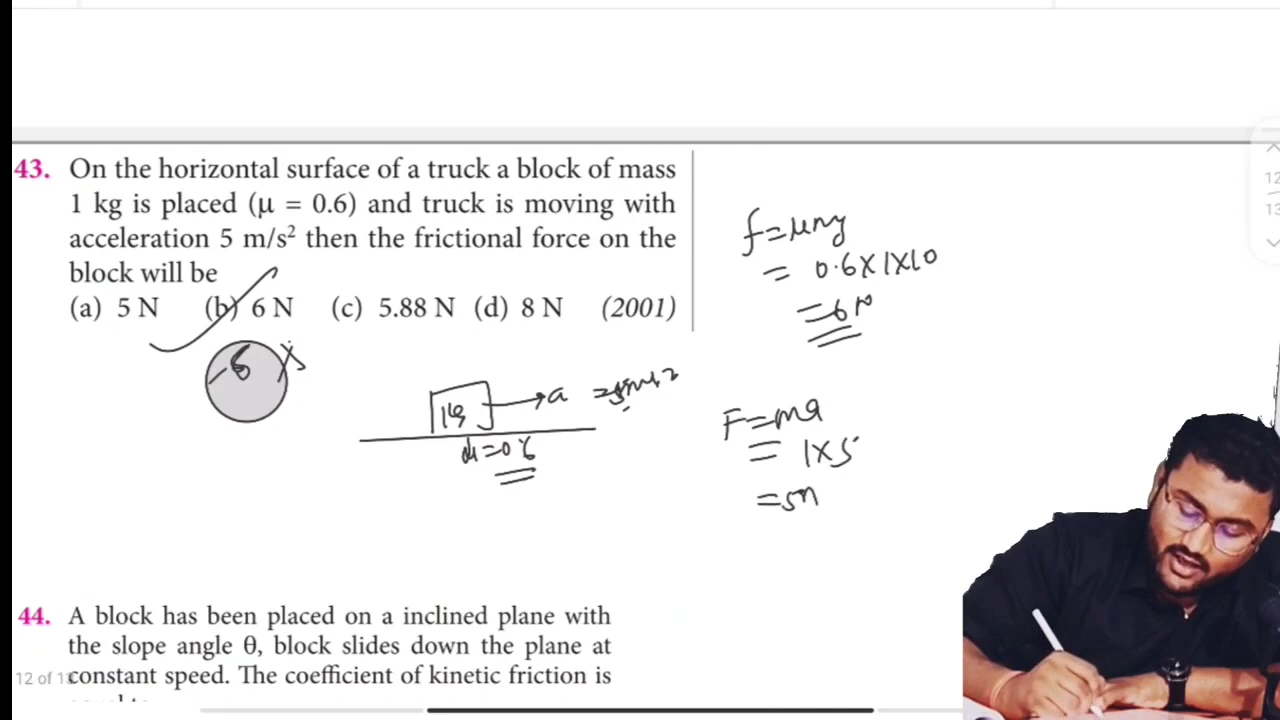 43. On the horizontal surface of a truck a block of mass
1 kg is placed (μ = 0.6) and truck is moving with
acceleration 5 m/s² then the frictional force on the
block will be
(a) 5 N (b) 6 N (c) 5.88 N (d) 8 N (2001)
f=μmg
= 0.6×1×10
=6N
→a =5m/s2
F=ma
= 1×5
=5N
44. A block has been placed on a inclined plane with
the slope angle θ, block slides down the plane at
constant speed. The coefficient of kinetic friction is
12 of 1
12
13